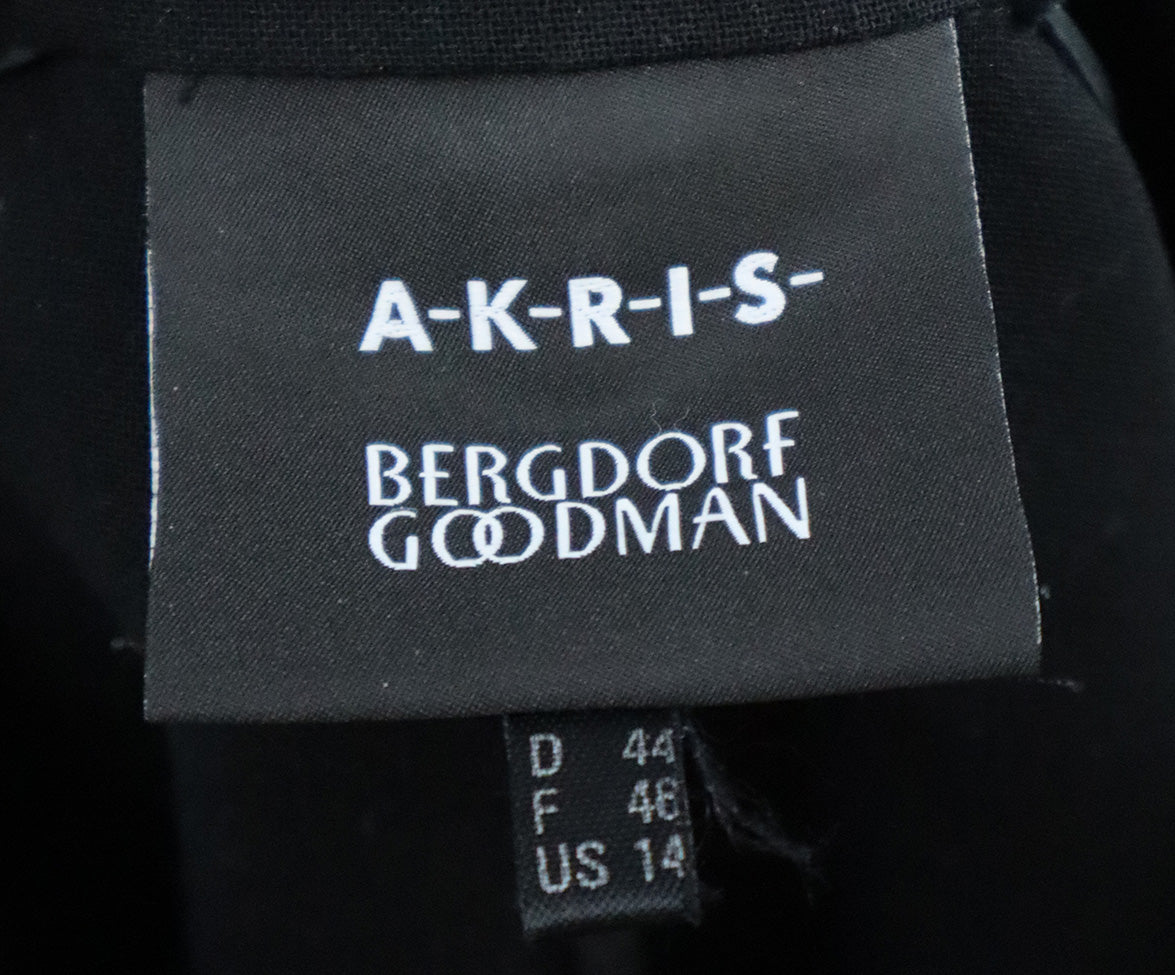 A-K-R-I-S-
BERGDORF
GOODMAN
D 44
F 46
US 14